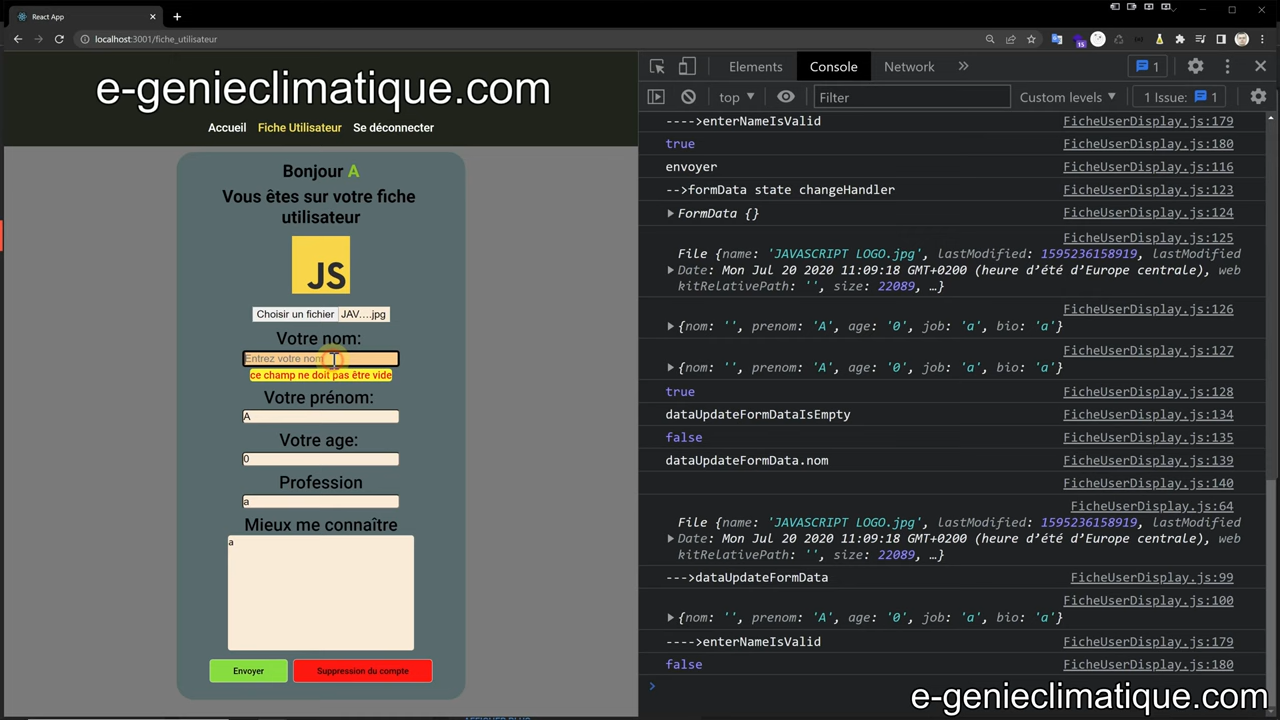 React App
localhost:3001/fiche_utilisateur
15
e-genieclimatique.com
Accueil Fiche Utilisateur Se déconnecter
Bonjour A
Vous êtes sur votre fiche
utilisateur
JS
Choisir un fichier JAV....jpg
Votre nom:
Entrez votre nom
ce champ ne doit pas être vide
Votre prénom:
A
Votre age:
0
Profession
a
Mieux me connaître
a
Envoyer Suppression du compte
Elements Console Network » 1
top Filter Custom levels 1 Issue: 1
---->enterNameIsValid FicheUserDisplay.js:179
true FicheUserDisplay.js:180
envoyer FicheUserDisplay.js:116
-->formData state changeHandler FicheUserDisplay.js:123
FormData {} FicheUserDisplay.js:124
FicheUserDisplay.js:125
File {name: 'JAVASCRIPT LOGO.jpg', lastModified: 1595236158919, lastModified
Date: Mon Jul 20 2020 11:09:18 GMT+0200 (heure d’été d’Europe centrale), web
kitRelativePath: '', size: 22089, …}
FicheUserDisplay.js:126
{nom: '', prenom: 'A', age: '0', job: 'a', bio: 'a'}
FicheUserDisplay.js:127
{nom: '', prenom: 'A', age: '0', job: 'a', bio: 'a'}
true FicheUserDisplay.js:128
dataUpdateFormDataIsEmpty FicheUserDisplay.js:134
false FicheUserDisplay.js:135
dataUpdateFormData.nom FicheUserDisplay.js:139
FicheUserDisplay.js:140
FicheUserDisplay.js:64
File {name: 'JAVASCRIPT LOGO.jpg', lastModified: 1595236158919, lastModified
Date: Mon Jul 20 2020 11:09:18 GMT+0200 (heure d’été d’Europe centrale), web
kitRelativePath: '', size: 22089, …}
--->dataUpdateFormData FicheUserDisplay.js:99
FicheUserDisplay.js:100
{nom: '', prenom: 'A', age: '0', job: 'a', bio: 'a'}
---->enterNameIsValid FicheUserDisplay.js:179
false FicheUserDisplay.js:180
e-genieclimatique.com